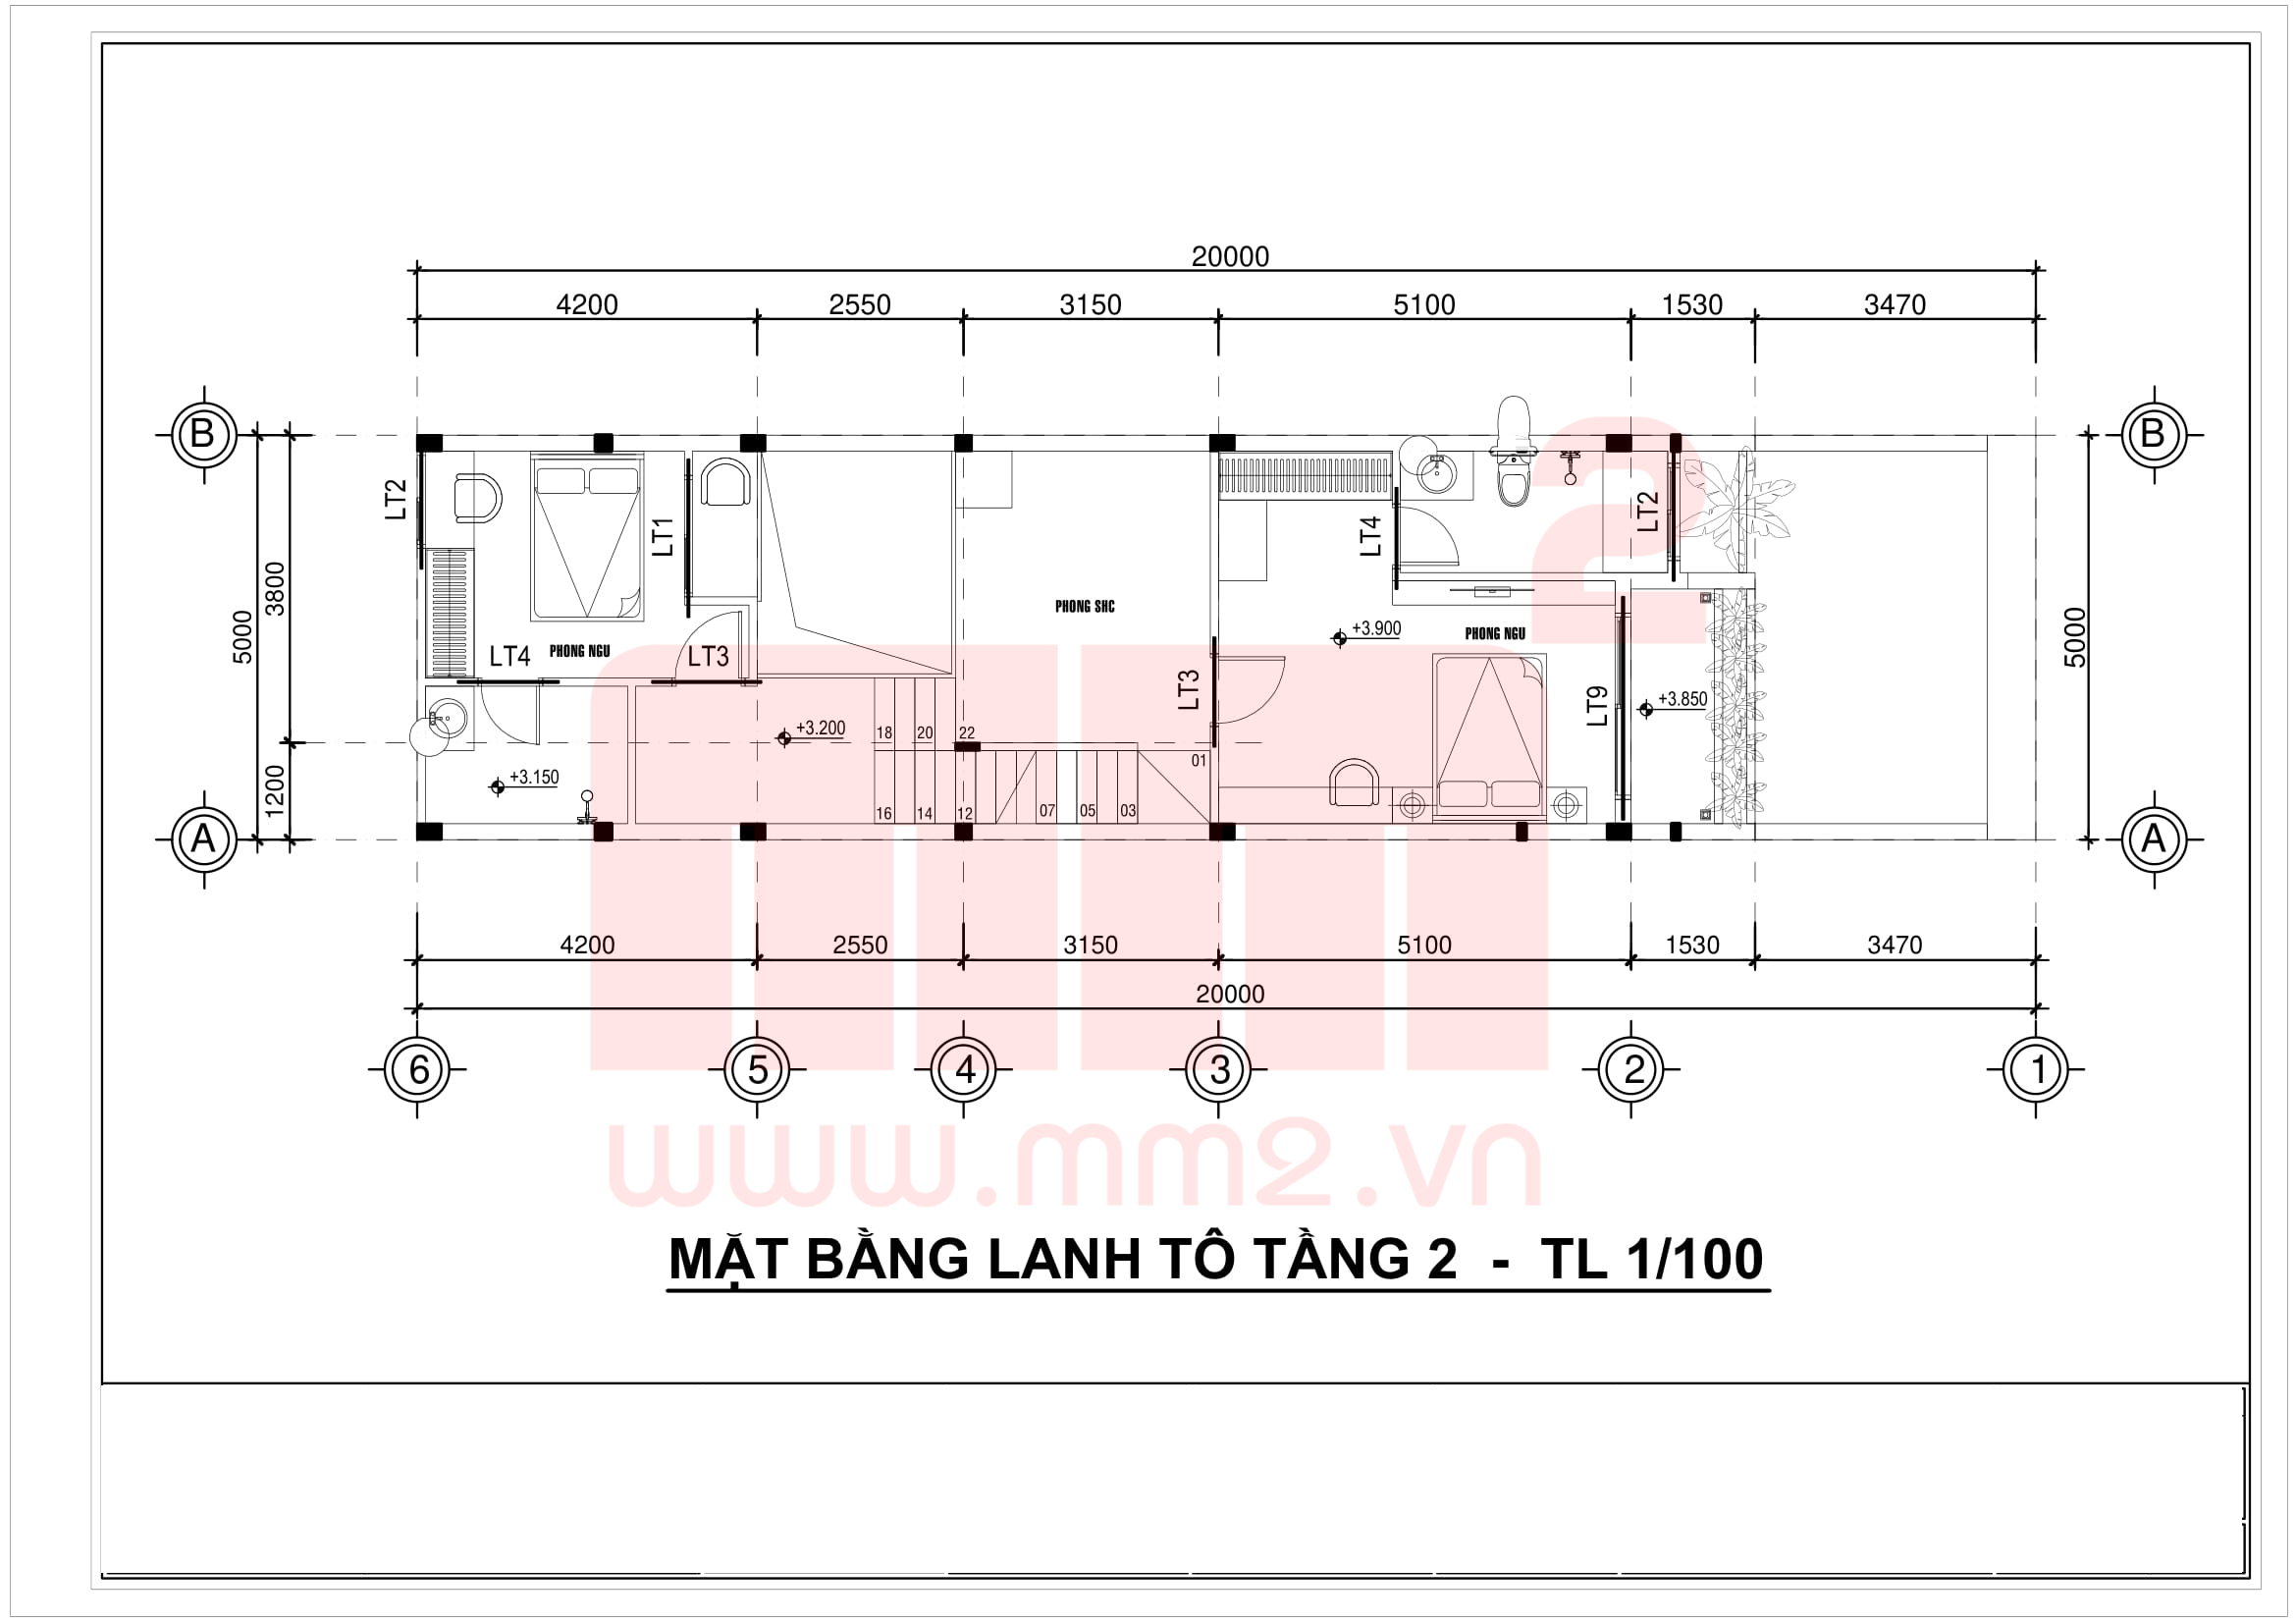 20000
4200 2550 3150 5100 1530 3470
B B
LT2 LT1 LT4 LT2
5000 3800 5000
PHONG SHC
+3.900 PHONG NGU
LT4 PHONG NGU LT3
LT3 LT9 +3.850
18 20 22 +3.200
01
1200 +3.150
16 14 12 07 05 03
A A
4200 2550 3150 5100 1530 3470
20000
6 5 4 3 2 1
mm2
www.mm2.vn
MẶT BẰNG LANH TÔ TẦNG 2 - TL 1/100